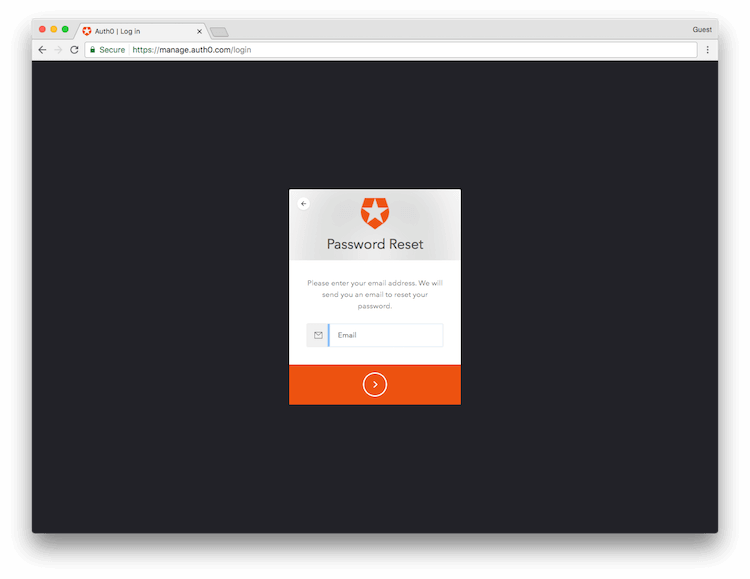 Auth0 | Log in
Guest
Secure
https://manage.auth0.com/login
Password Reset
Please enter your email address. We will
send you an email to reset your
password.
Email